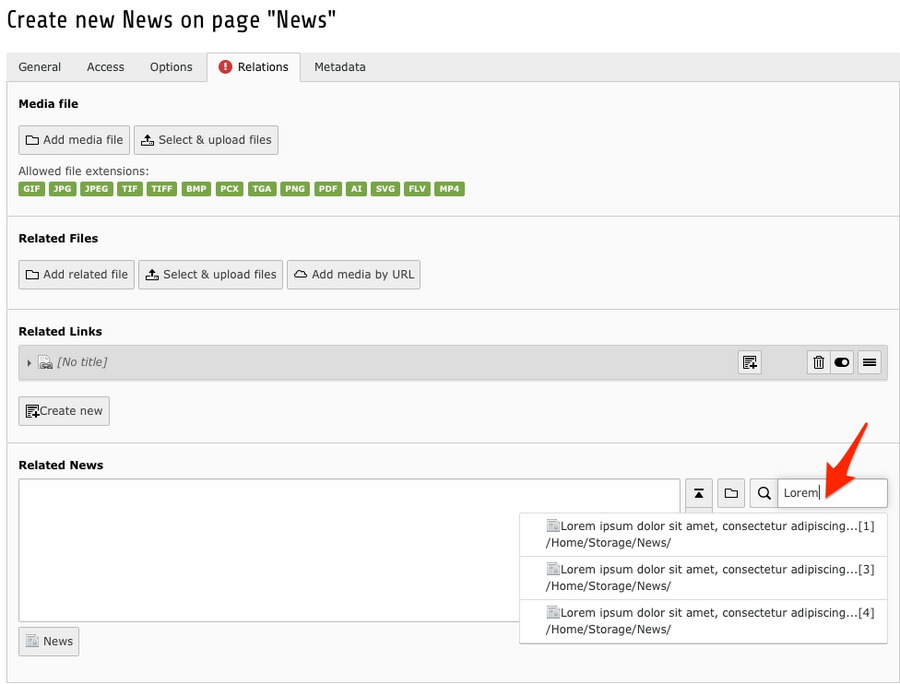 Create new News on page "News"
General Access Options Relations Metadata
Media file
Add media file Select & upload files
Allowed file extensions:
GIF JPG JPEG TIF TIFF BMP PCX TGA PNG PDF AI SVG FLV MP4
Related Files
Add related file Select & upload files Add media by URL
Related Links
[No title]
Create new
Related News
Lorem
Lorem ipsum dolor sit amet, consectetur adipiscing...[1]
/Home/Storage/News/
Lorem ipsum dolor sit amet, consectetur adipiscing...[3]
/Home/Storage/News/
Lorem ipsum dolor sit amet, consectetur adipiscing...[4]
/Home/Storage/News/
News